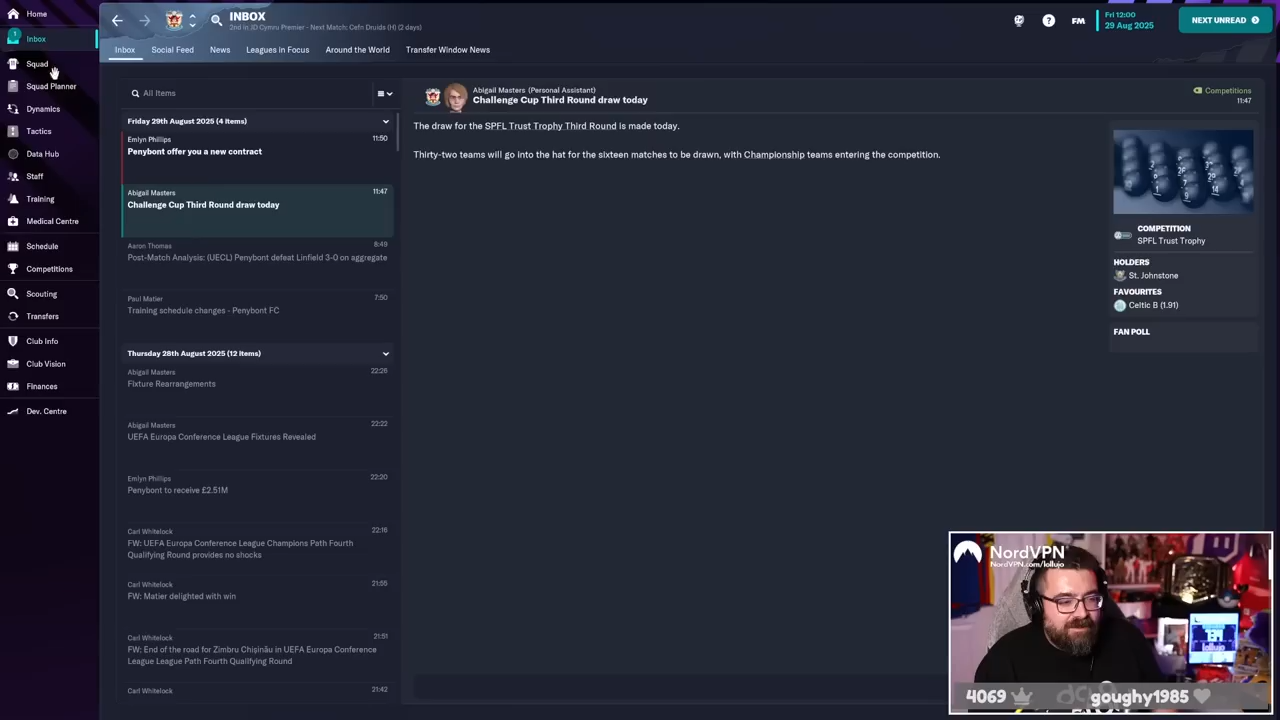 Home
1
Inbox
Squad
Squad Planner
Dynamics
Tactics
Data Hub
Staff
Training
Medical Centre
Schedule
Competitions
Scouting
Transfers
Club Info
Club Vision
Finances
Dev. Centre
INBOX
2nd in JD Cymru Premier - Next Match: Cefn Druids (H) (2 days)
FM
Fri 12:00
29 Aug 2025
NEXT UNREAD
Inbox
Social Feed
News
Leagues in Focus
Around the World
Transfer Window News
All Items
Friday 29th August 2025 (4 items)
Emlyn Phillips
11:50
Penybont offer you a new contract
Abigail Masters
11:47
Challenge Cup Third Round draw today
Aaron Thomas
8:49
Post-Match Analysis: (UECL) Penybont defeat Linfield 3-0 on aggregate
Paul Matier
7:50
Training schedule changes - Penybont FC
Thursday 28th August 2025 (12 items)
Abigail Masters
22:26
Fixture Rearrangements
Abigail Masters
22:22
UEFA Europa Conference League Fixtures Revealed
Emlyn Phillips
22:20
Penybont to receive £2.51M
Carl Whitelock
22:16
FW: UEFA Europa Conference League Champions Path Fourth
Qualifying Round provides no shocks
Carl Whitelock
21:55
FW: Matier delighted with win
Carl Whitelock
21:51
FW: End of the road for Zimbru Chișinău in UEFA Europa Conference
League League Path Fourth Qualifying Round
Carl Whitelock
21:42
Abigail Masters (Personal Assistant)
Challenge Cup Third Round draw today
Competitions
11:47
The draw for the SPFL Trust Trophy Third Round is made today.
Thirty-two teams will go into the hat for the sixteen matches to be drawn, with Championship teams entering the competition.
COMPETITION
SPFL Trust Trophy
HOLDERS
St. Johnstone
FAVOURITES
Celtic B (1.91)
FAN POLL
NordVPN
NordVPN.com/lollujo
lollujo
4069
goughy1985